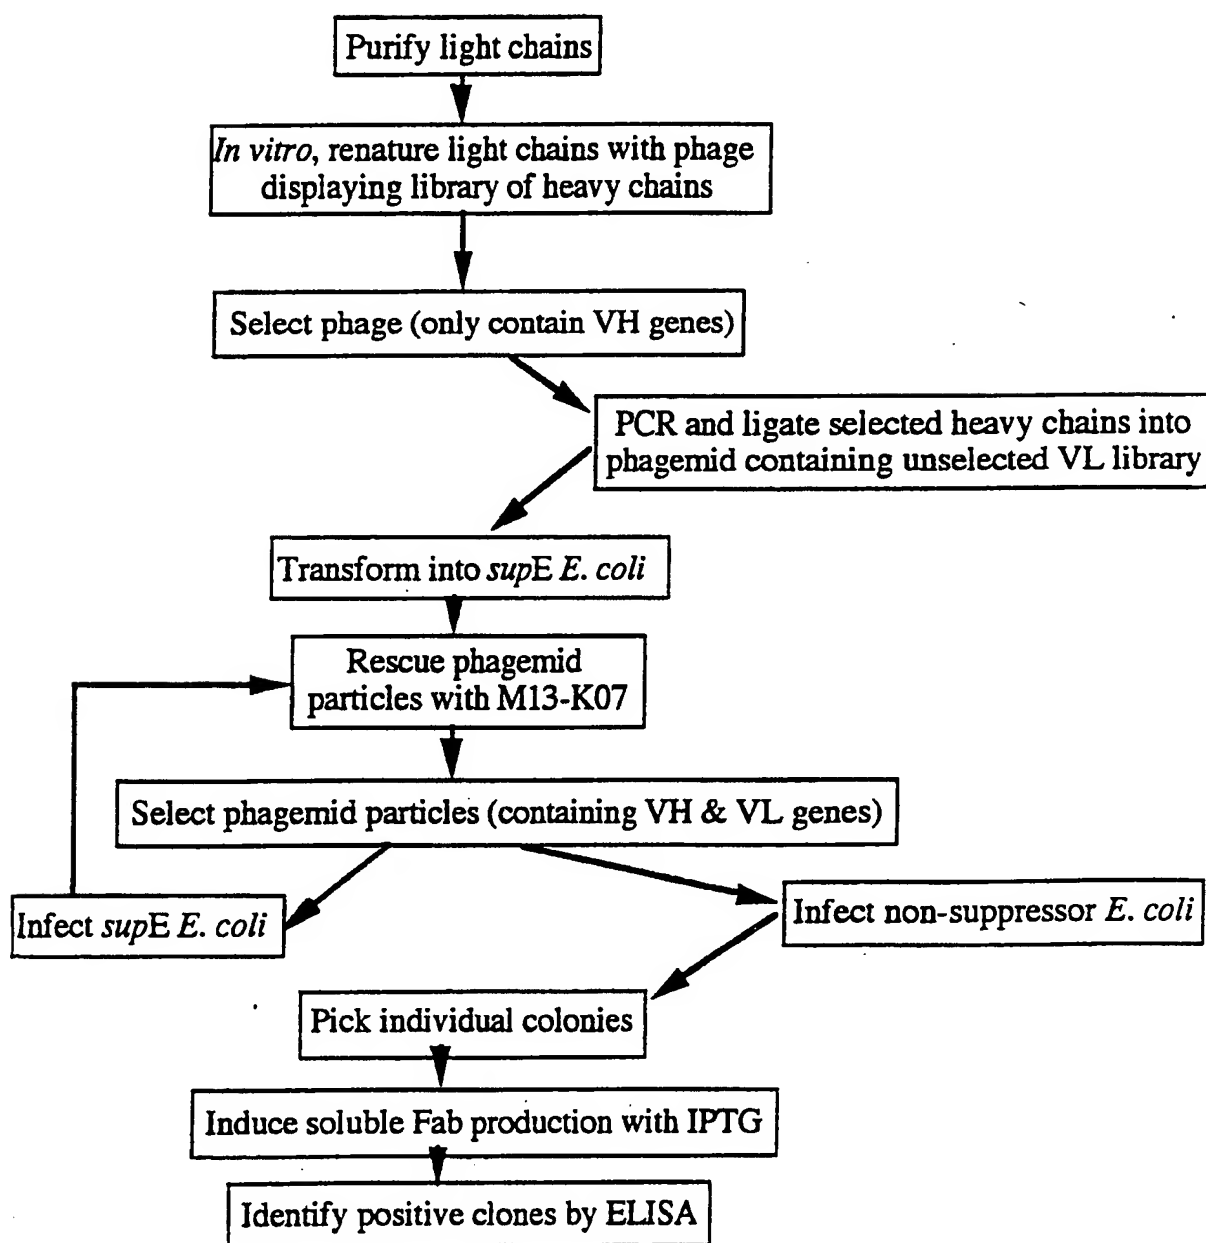 Purify light chains
In vitro, renature light chains with phage
displaying library of heavy chains
Select phage (only contain VH genes)
PCR and ligate selected heavy chains into
phagemid containing unselected VL library
Transform into supE E. coli
Rescue phagemid
particles with M13-K07
Select phagemid particles (containing VH & VL genes)
Infect supE E. coli
Infect non-suppressor E. coli
Pick individual colonies
Induce soluble Fab production with IPTG
Identify positive clones by ELISA